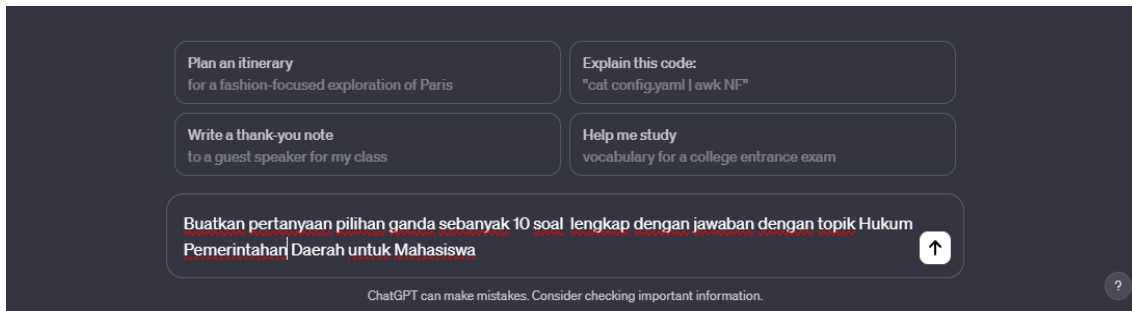 Plan an itinerary
for a fashion-focused exploration of Paris
Explain this code:
"cat config.yaml | awk NF"
Write a thank-you note
to a guest speaker for my class
Help me study
vocabulary for a college entrance exam
Buatkan pertanyaan pilihan ganda sebanyak 10 soal lengkap dengan jawaban dengan topik Hukum
Pemerintahan Daerah untuk Mahasiswa
ChatGPT can make mistakes. Consider checking important information.
?